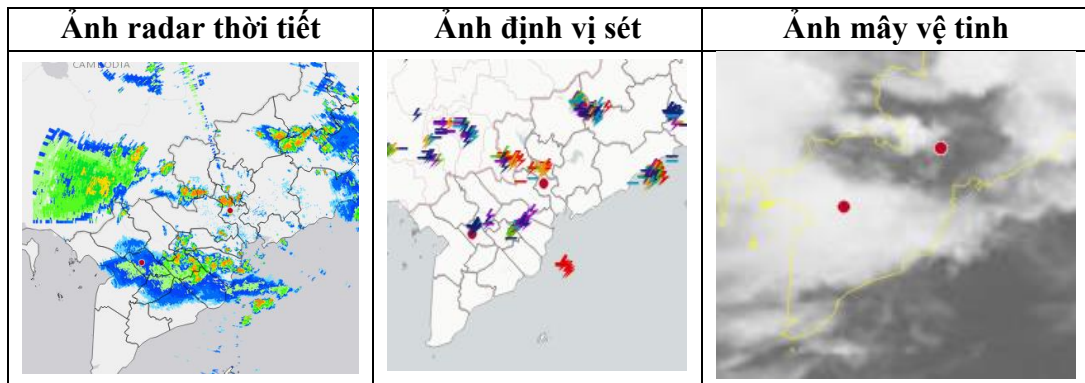 Ảnh radar thời tiết
Ảnh định vị sét
Ảnh mây vệ tinh
CAMBODIA